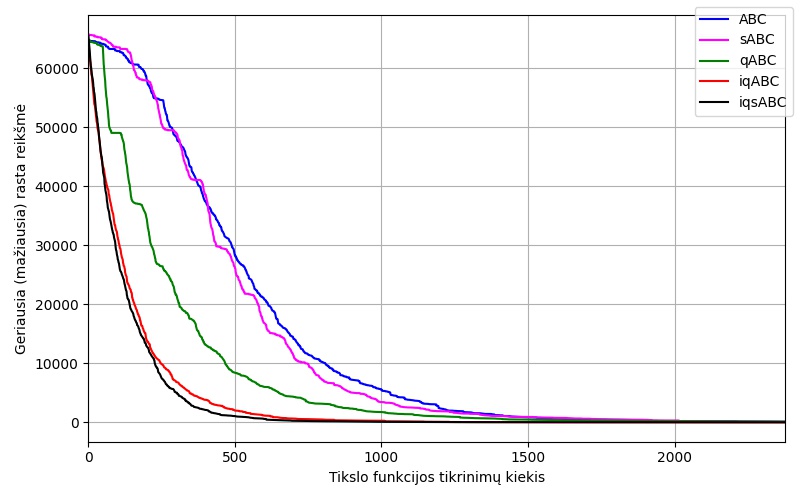 ABC
sABC
qABC
iqABC
iqsABC
Geriausia (mažiausia) rasta reikšmė
60000
50000
40000
30000
20000
10000
0
0 500 1000 1500 2000
Tikslo funkcijos tikrinimų kiekis